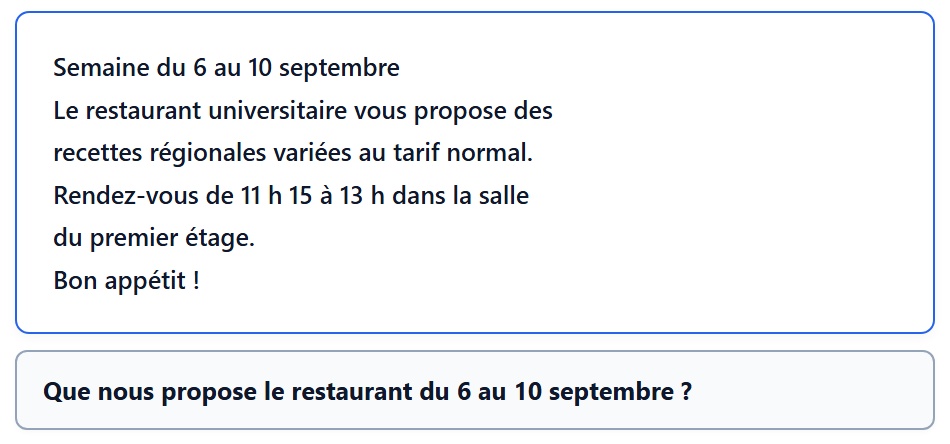 Semaine du 6 au 10 septembre
Le restaurant universitaire vous propose des
recettes régionales variées au tarif normal.
Rendez-vous de 11 h 15 à 13 h dans la salle
du premier étage.
Bon appétit !
Que nous propose le restaurant du 6 au 10 septembre ?